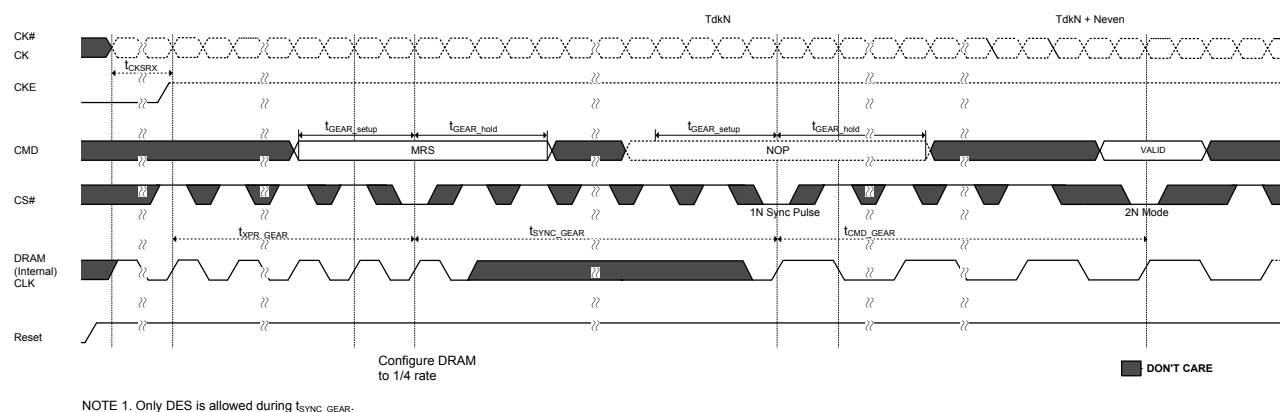 TdkN
TdkN + Neven
CK#
CK
tCKSRX
CKE
tGEAR_setup
tGEAR_hold
tGEAR_setup
tGEAR_hold
CMD
MRS
NOP
VALID
CS#
1N Sync Pulse
2N Mode
tXPR_GEAR
tSYNC_GEAR
tCMD_GEAR
DRAM
(Internal)
CLK
Reset
Configure DRAM
to 1/4 rate
DON'T CARE
NOTE 1. Only DES is allowed during tSYNC_GEAR.